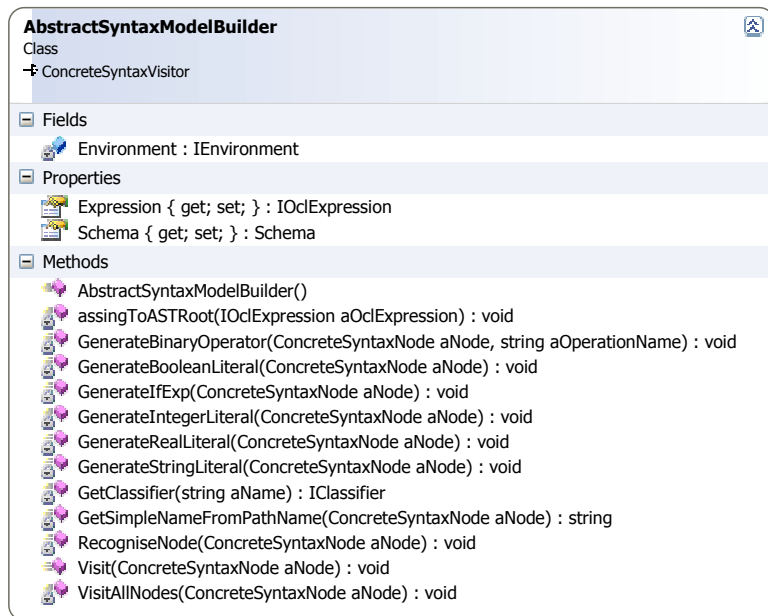 AbstractSyntaxModelBuilder
Class
ConcreteSyntaxVisitor
Fields
Environment : IEnvironment
Properties
Expression { get; set; } : IOclExpression
Schema { get; set; } : Schema
Methods
AbstractSyntaxModelBuilder()
assingToASTRoot(IOclExpression aOclExpression) : void
GenerateBinaryOperator(ConcreteSyntaxNode aNode, string aOperationName) : void
GenerateBooleanLiteral(ConcreteSyntaxNode aNode) : void
GenerateIfExp(ConcreteSyntaxNode aNode) : void
GenerateIntegerLiteral(ConcreteSyntaxNode aNode) : void
GenerateRealLiteral(ConcreteSyntaxNode aNode) : void
GenerateStringLiteral(ConcreteSyntaxNode aNode) : void
GetClassifier(string aName) : IClassifier
GetSimpleNameFromPathName(ConcreteSyntaxNode aNode) : string
RecogniseNode(ConcreteSyntaxNode aNode) : void
Visit(ConcreteSyntaxNode aNode) : void
VisitAllNodes(ConcreteSyntaxNode aNode) : void